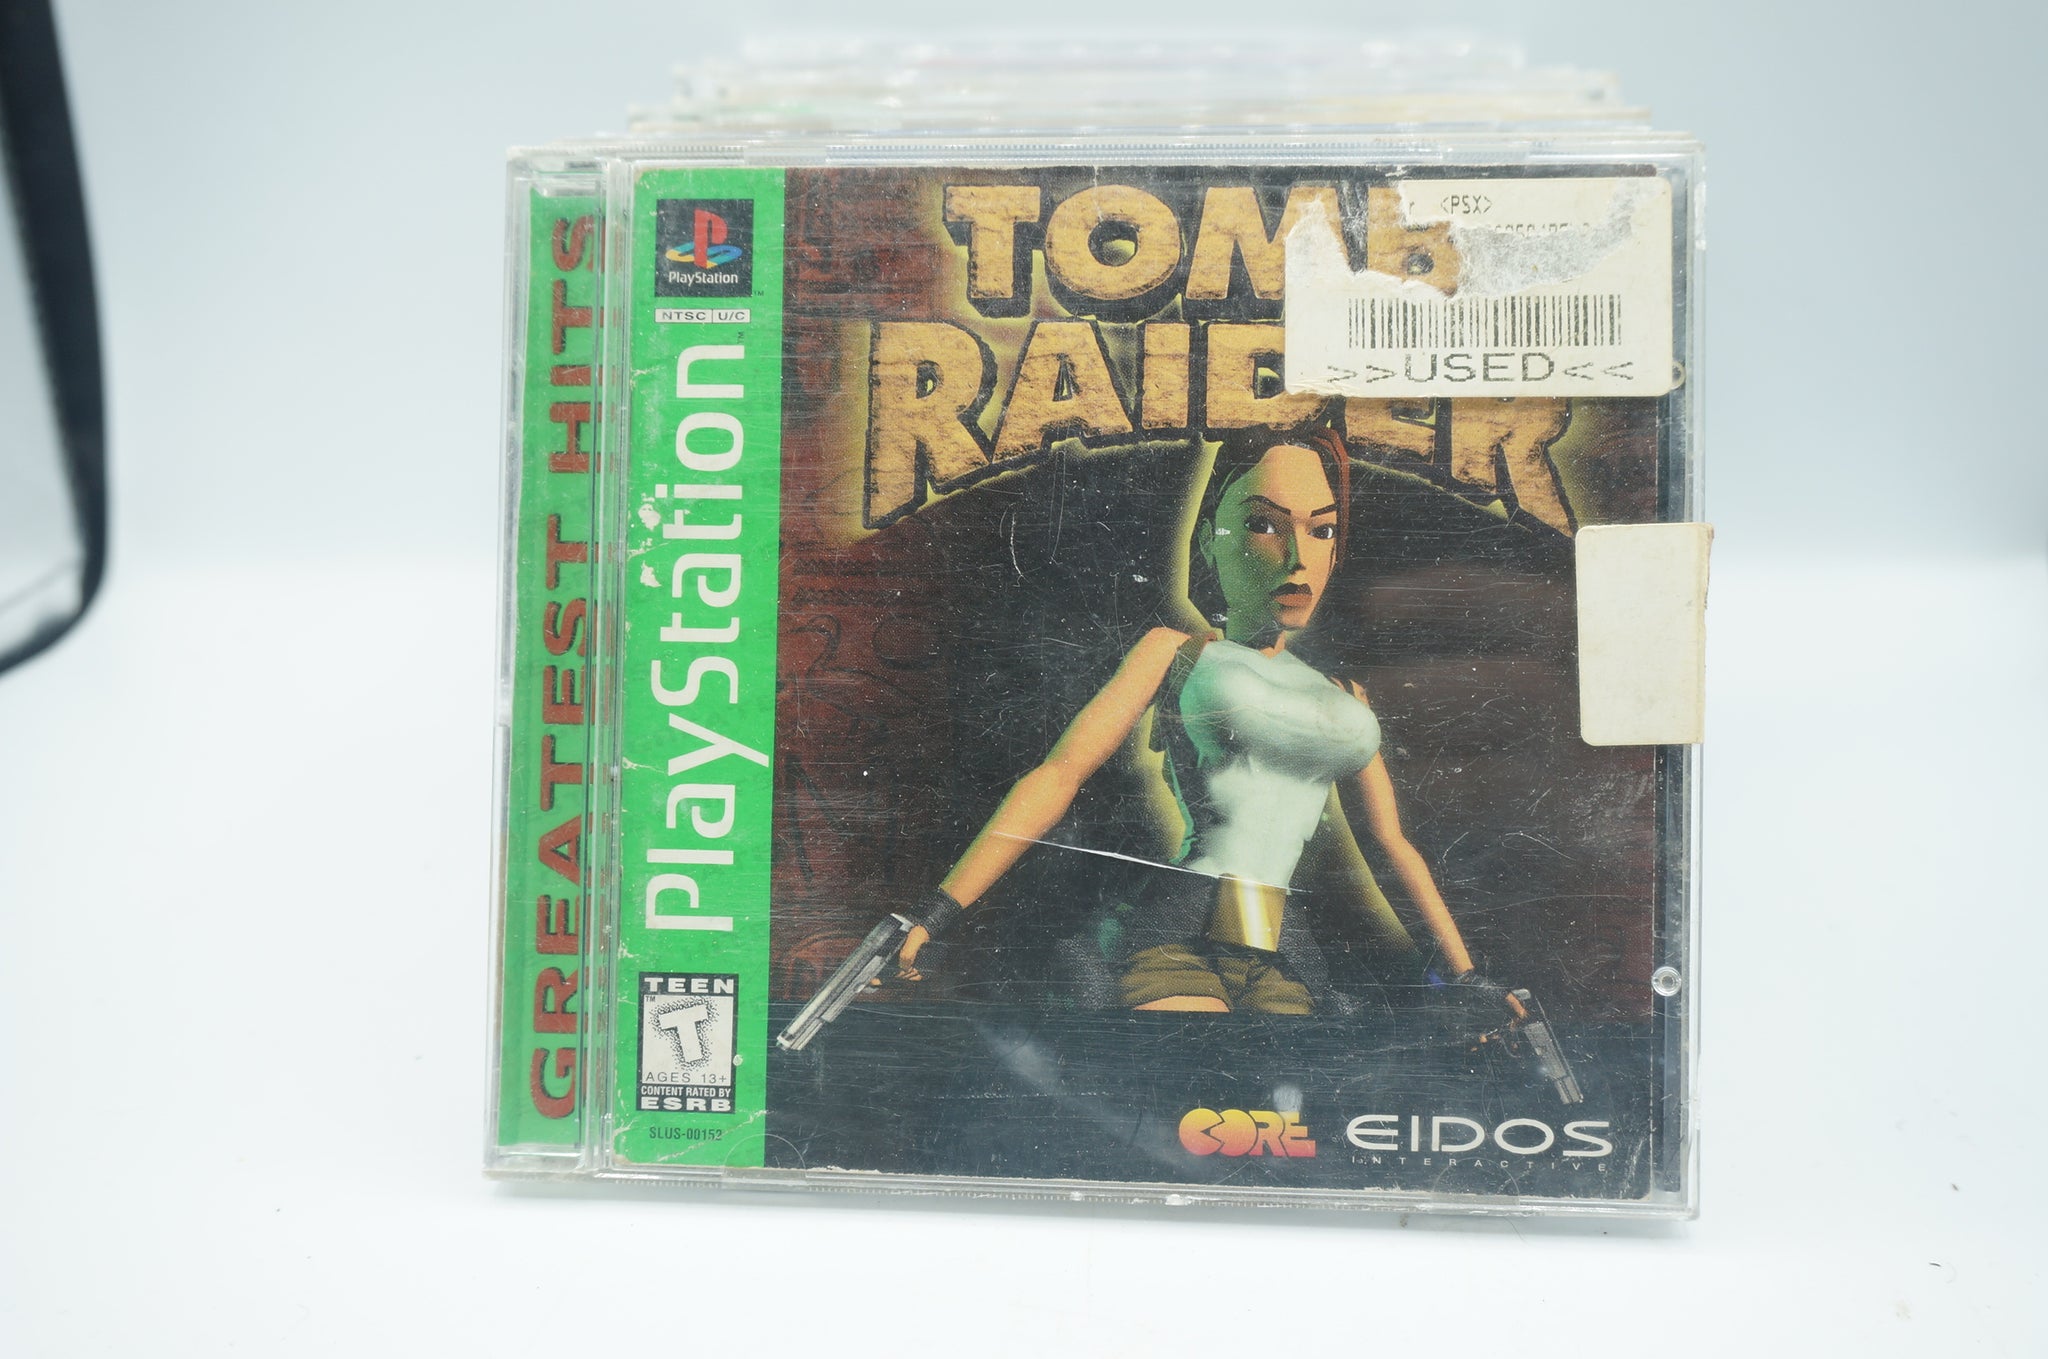 GREATEST HITS
PlayStation
NTSC U/C
PlayStation
TEEN
T
AGES 13+
CONTENT RATED BY
ESRB
SLUS-00152
TOMB
RAIDER
<PSX>
>>USED<<
CORE
EIDOS
INTERACTIVE